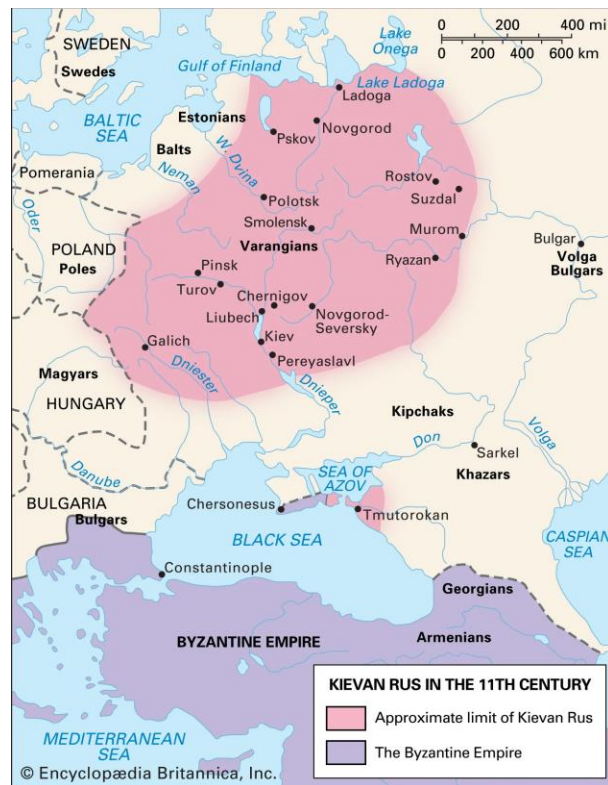 SWEDEN
Swedes
Gulf of Finland
Lake
Onega
Lake Ladoga
0 200 400 mi
0 200 400 600 km
Ladoga
BALTIC
SEA
Estonians
Pskov
Novgorod
Balts
Neman
W. Dvina
Pomerania
Oder
Polotsk
Smolensk
Varangians
Rostov
Suzdal
Murom
Ryazan
Bulgar
Volga
Bulgars
POLAND
Poles
Pinsk
Turov
Chernigov
Liubech
Novgorod-
Seversky
Kiev
Pereyaslavl
Galich
Dniester
Dnieper
Magyars
HUNGARY
Danube
Kipchaks
Don
Volga
Sarkel
Khazars
SEA OF
AZOV
BULGARIA
Bulgars
Chersonesus
Tmutorokan
BLACK SEA
CASPIAN
SEA
Constantinople
Georgians
Armenians
BYZANTINE EMPIRE
MEDITERRANEAN
SEA
KIEVAN RUS IN THE 11TH CENTURY
Approximate limit of Kievan Rus
The Byzantine Empire
© Encyclopædia Britannica, Inc.